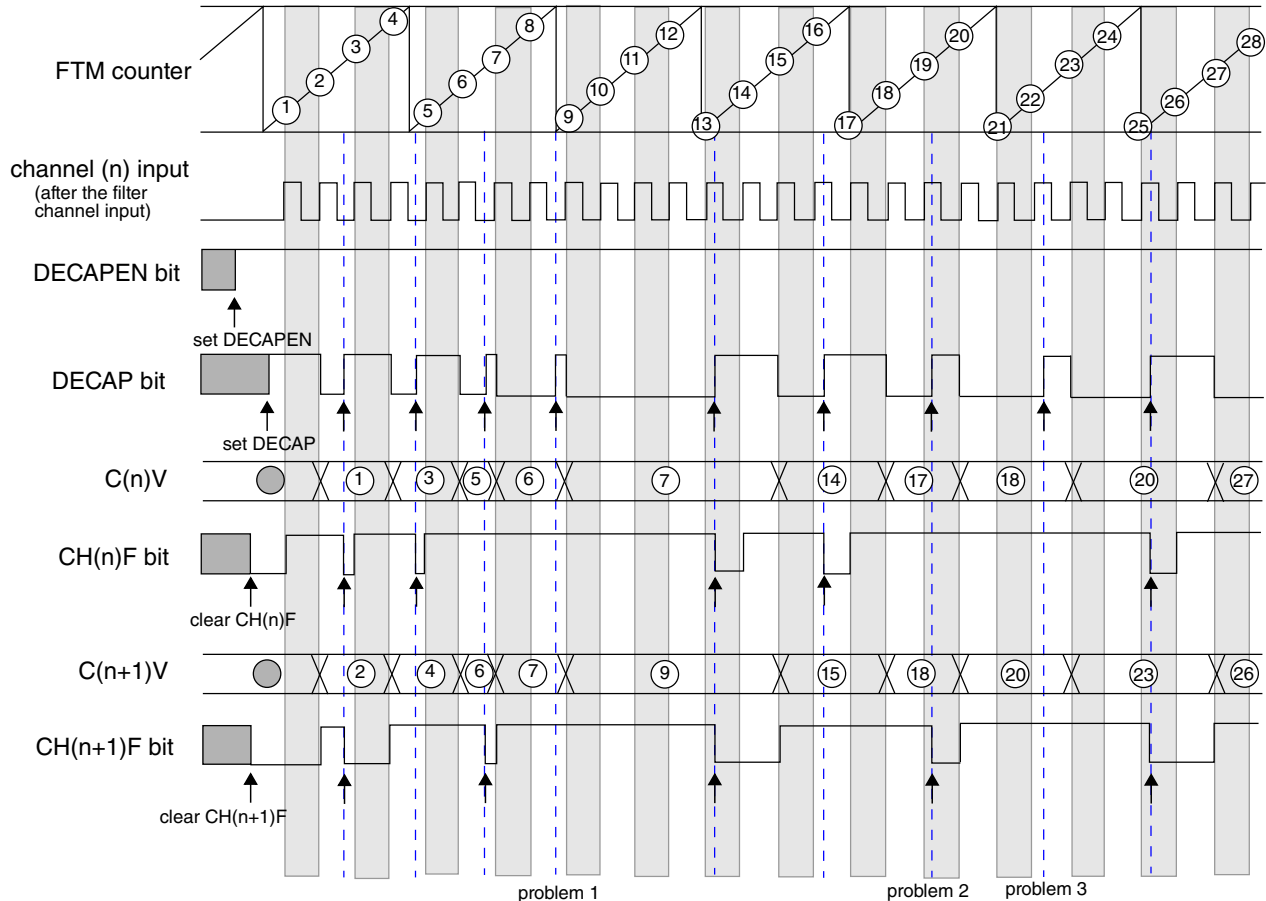 4 8 12 16 20 24 28
3 7 11 15 19 23 27
FTM counter
2 6 10 14 18 22 26
1 5 9 13 17 21 25
channel (n) input
(after the filter
channel input)
DECAPEN bit
set DECAPEN
DECAP bit
set DECAP
C(n)V 1 3 5 6 7 14 17 18 20 27
CH(n)F bit
clear CH(n)F
C(n+1)V 2 4 6 7 9 15 18 20 23 26
CH(n+1)F bit
clear CH(n+1)F
problem 1 problem 2 problem 3